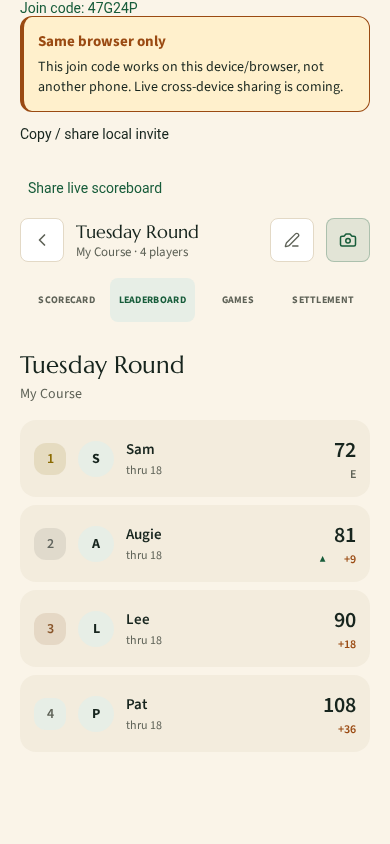 Join code: 47G24P
Same browser only
This join code works on this device/browser, not
another phone. Live cross-device sharing is coming.
Copy / share local invite
Share live scoreboard
Tuesday Round
My Course · 4 players
SCORECARD LEADERBOARD GAMES SETTLEMENT
Tuesday Round
My Course
1 S Sam 72
thru 18 E
2 A Augie 81
thru 18 ▲ +9
3 L Lee 90
thru 18 +18
4 P Pat 108
thru 18 +36